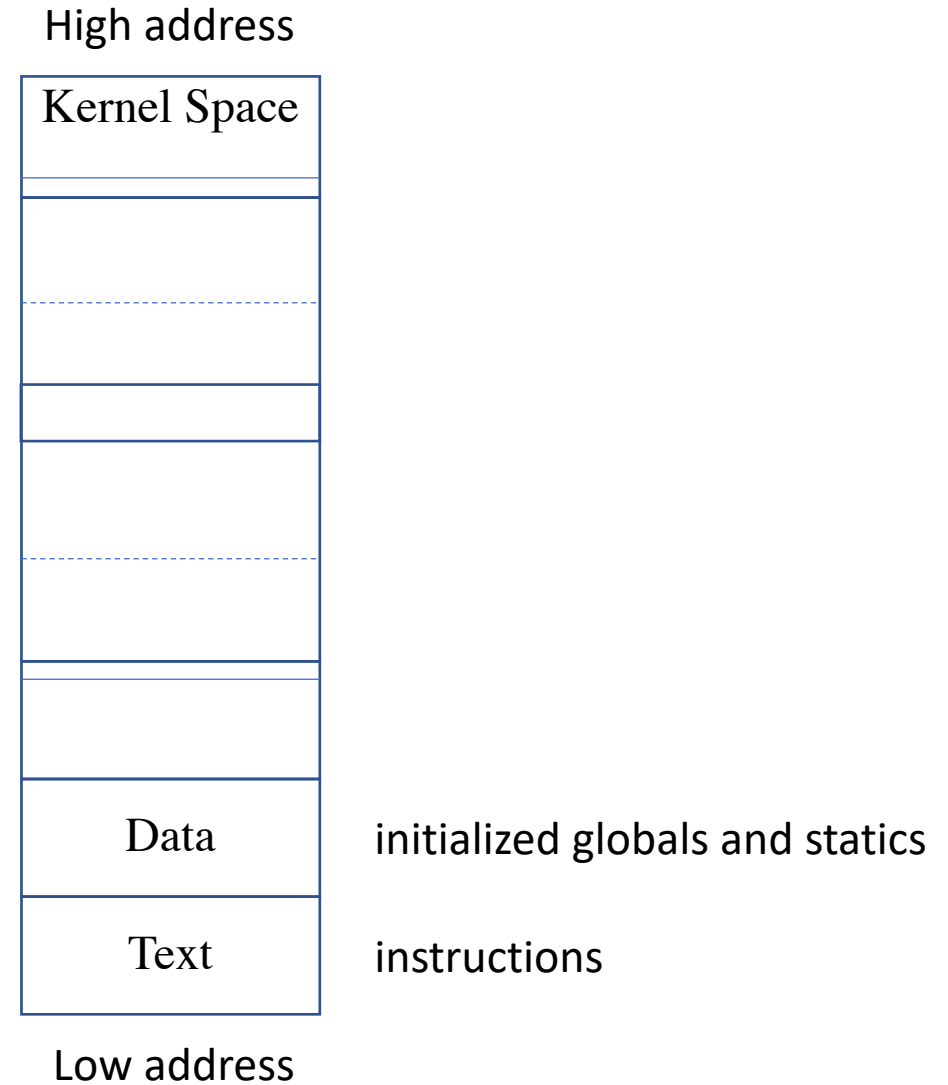 High address
Kernel Space
Data
initialized globals and statics
Text
instructions
Low address